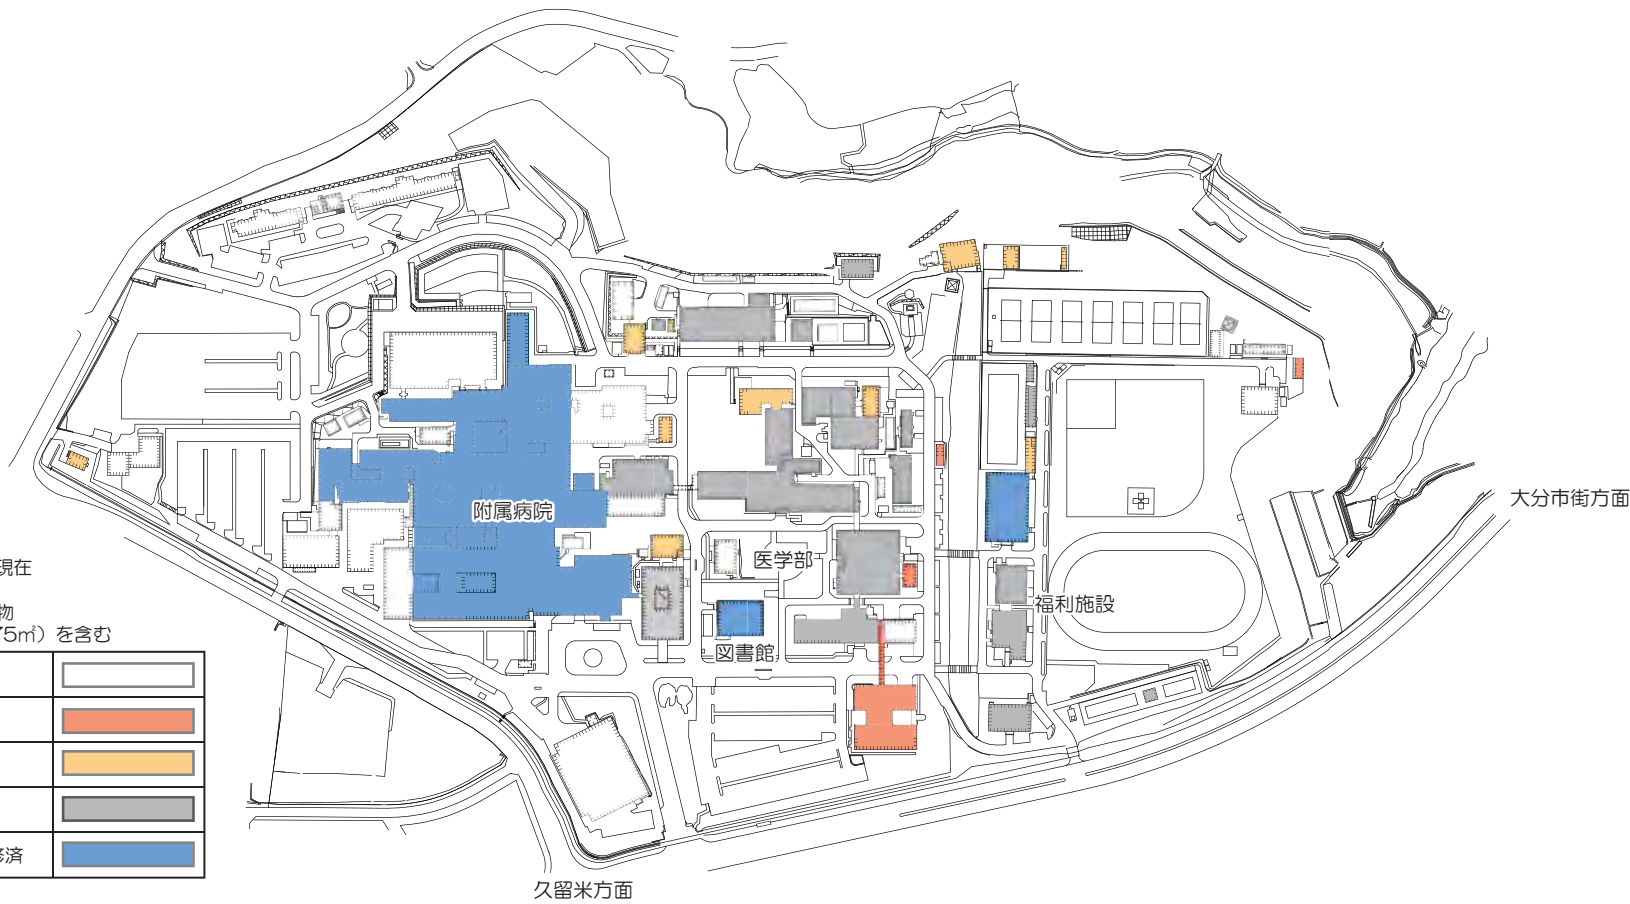 大分市街方面
附属病院
医学部
現在
福利施設
物
75㎡）を含む
図書館
修済
久留米方面